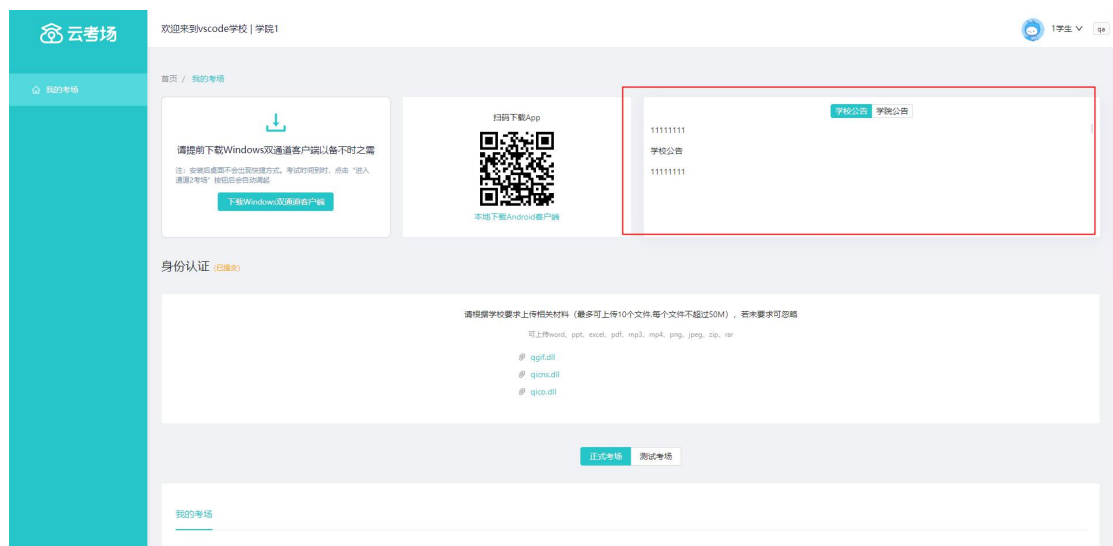 云考场
欢迎来到vscode学校 | 学院1
1学生
qa
我的考场
首页 / 我的考场
请提前下载Windows双通道客户端以备不时之需
注：安装后桌面不会出现快捷方式。考试时间到时，点击“进入
通道2考场”按钮后会自动调起
下载Windows双通道客户端
扫码下载App
本地下载Android客户端
学校公告 学院公告
11111111
学校公告
11111111
身份认证 (已提交)
请根据学校要求上传相关材料（最多可上传10个文件,每个文件不超过50M），若未要求可忽略
可上传word、ppt、excel、pdf、mp3、mp4、png、jpeg、zip、rar
qgif.dll
qicns.dll
qico.dll
正式考场 测试考场
我的考场